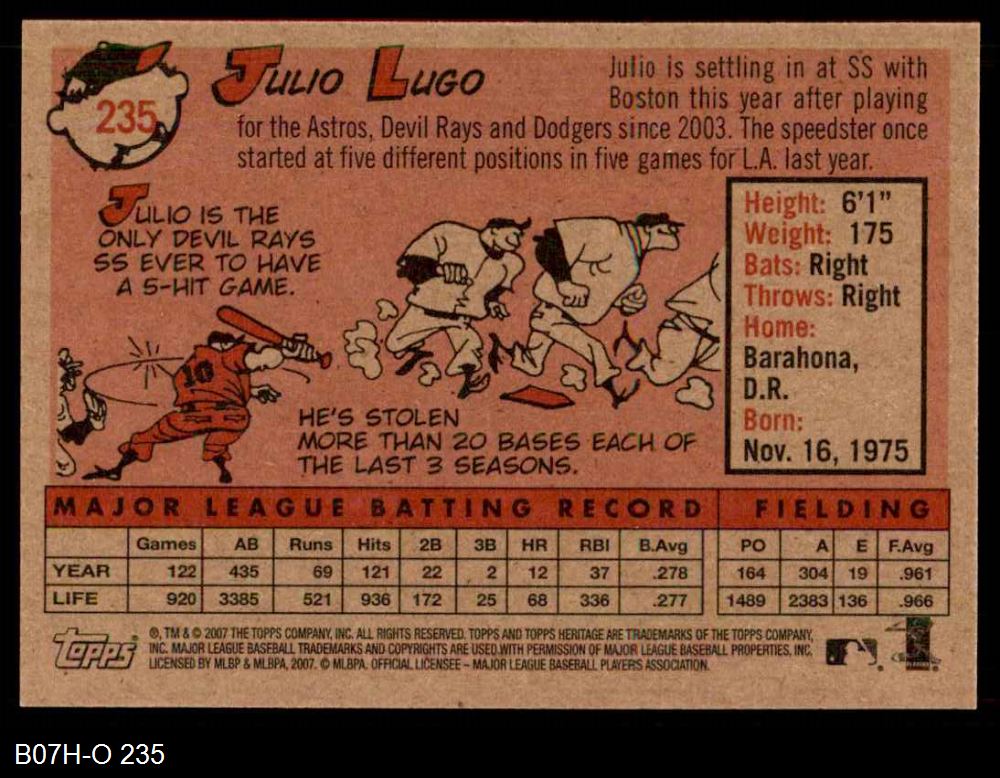 235
JULIO LUGO
Julio is settling in at SS with
Boston this year after playing
for the Astros, Devil Rays and Dodgers since 2003. The speedster once
started at five different positions in five games for L.A. last year.
JULIO IS THE
ONLY DEVIL RAYS
SS EVER TO HAVE
A 5-HIT GAME.
10
HE'S STOLEN
MORE THAN 20 BASES EACH OF
THE LAST 3 SEASONS.
Height: 6'1"
Weight: 175
Bats: Right
Throws: Right
Home:
Barahona,
D.R.
Born:
Nov. 16, 1975
MAJOR LEAGUE BATTING RECORD FIELDING
Games AB Runs Hits 2B 3B HR RBI B.Avg PO A E F.Avg
YEAR 122 435 69 121 22 2 12 37 .278 164 304 19 .961
LIFE 920 3385 521 936 172 25 68 336 .277 1489 2383 136 .966
topps
®, TM & © 2007 THE TOPPS COMPANY, INC. ALL RIGHTS RESERVED. TOPPS AND TOPPS HERITAGE ARE TRADEMARKS OF THE TOPPS COMPANY,
INC. MAJOR LEAGUE BASEBALL TRADEMARKS AND COPYRIGHTS ARE USED WITH PERMISSION OF MAJOR LEAGUE BASEBALL PROPERTIES, INC.
LICENSED BY MLBP & MLBPA, 2007. © MLBPA. OFFICIAL LICENSEE – MAJOR LEAGUE BASEBALL PLAYERS ASSOCIATION.
B07H-O 235